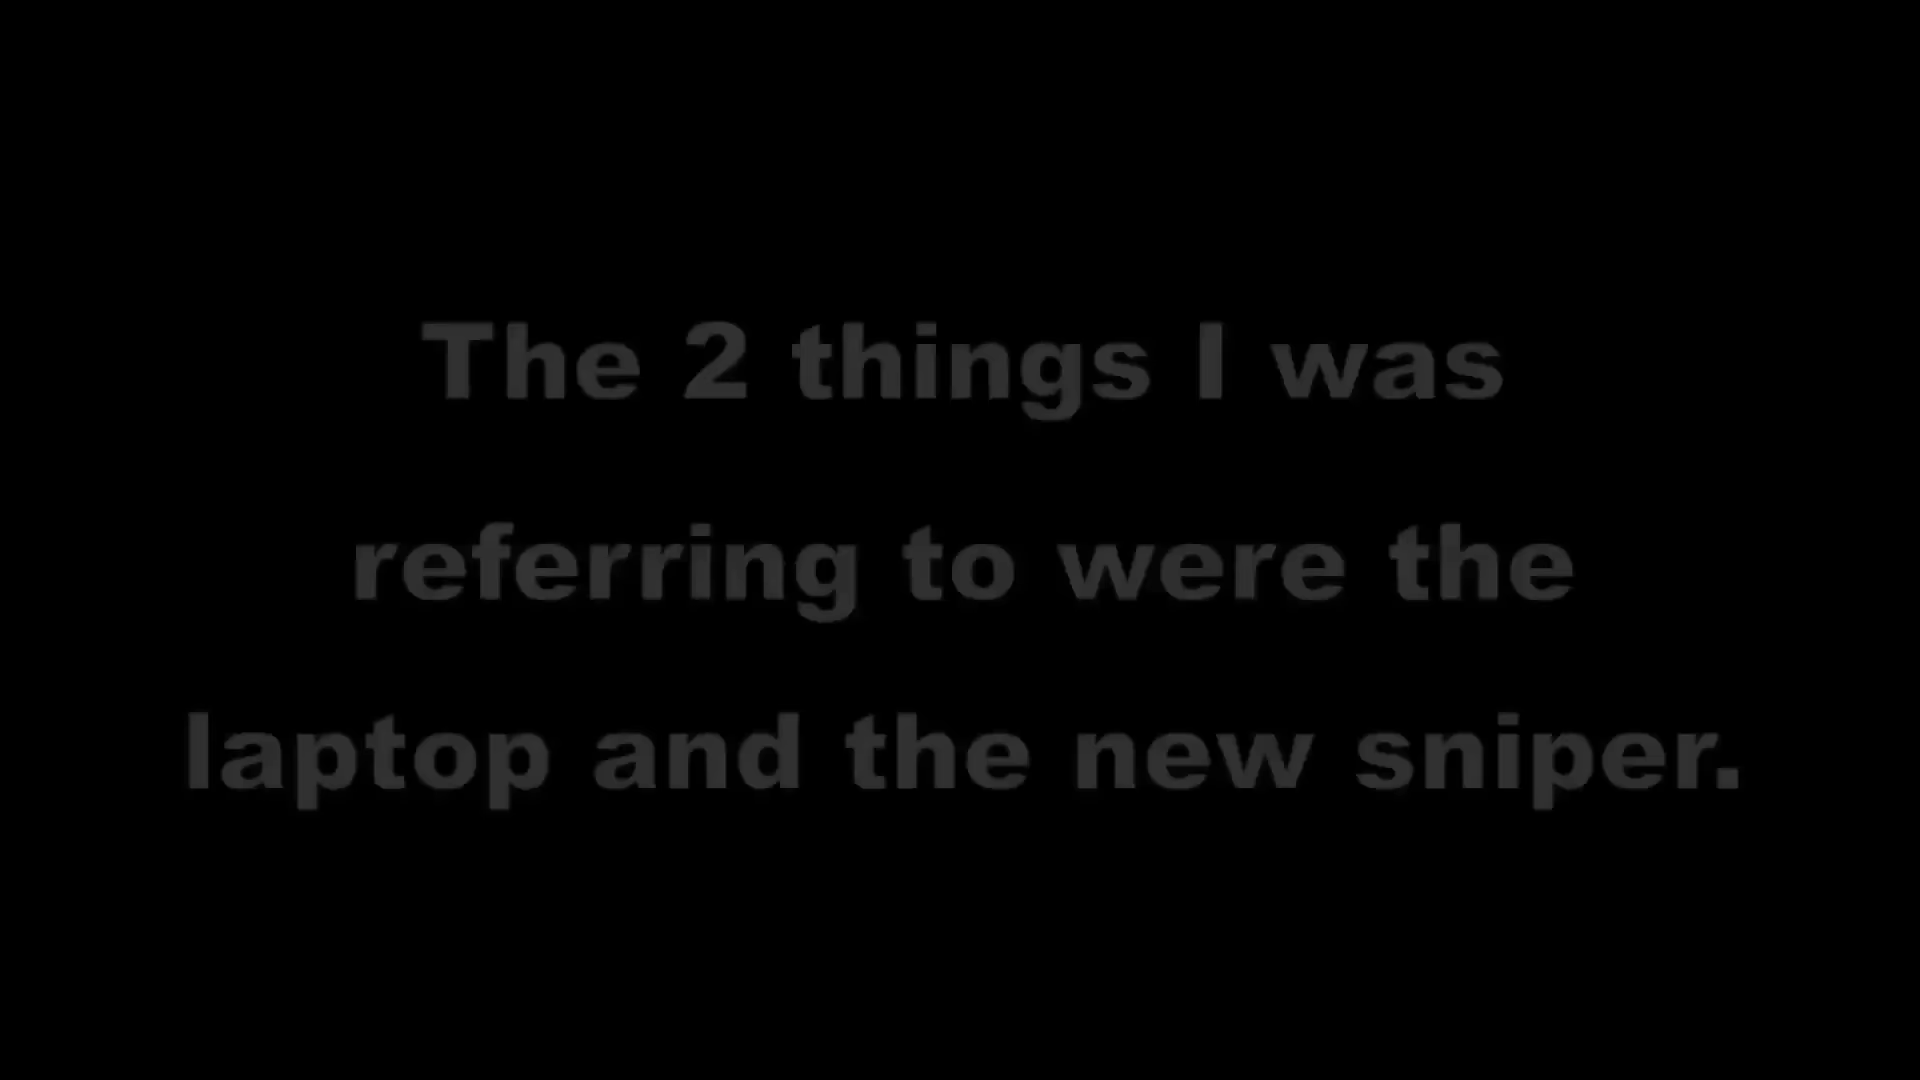 The 2 things I was
referring to were the
laptop and the new sniper.